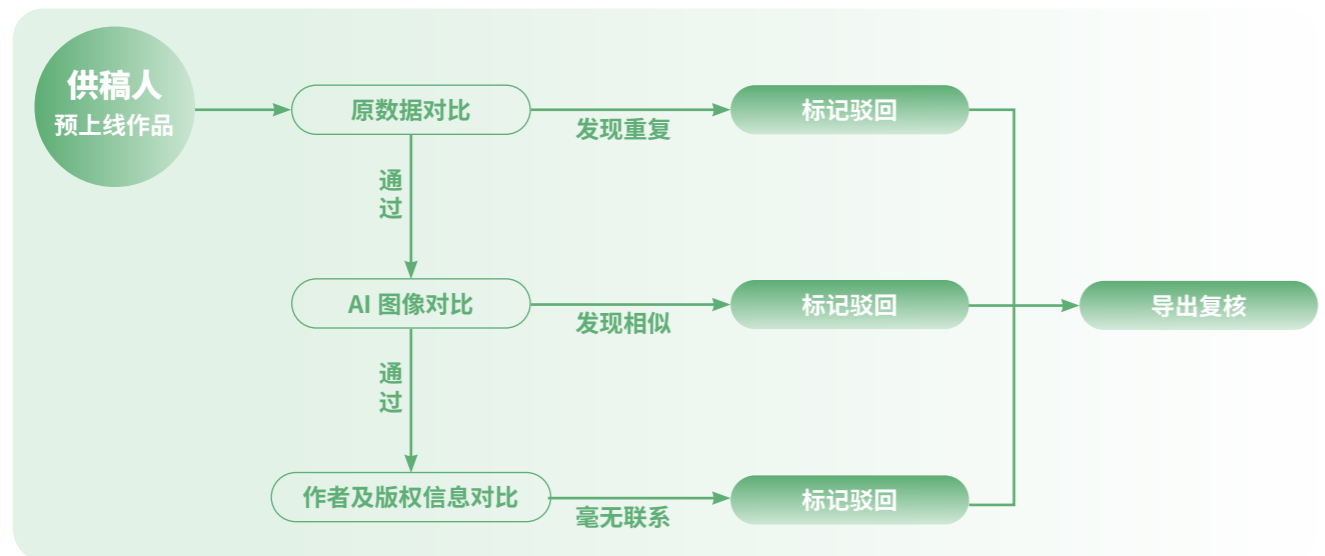 供稿人
预上线作品
原数据对比
发现重复
标记驳回
通过
AI 图像对比
发现相似
标记驳回
导出复核
通过
作者及版权信息对比
毫无联系
标记驳回